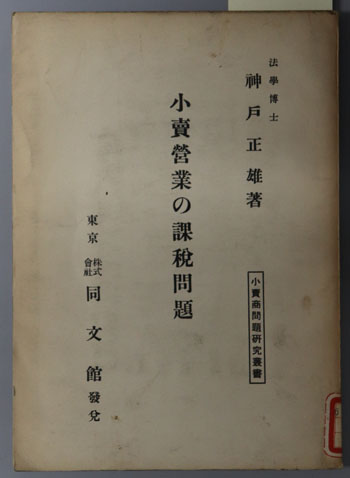 法學博士
神戸正雄著
小賣商問題研究叢書
小賣營業の課税問題
東京
株式
會社
同文館
發兌